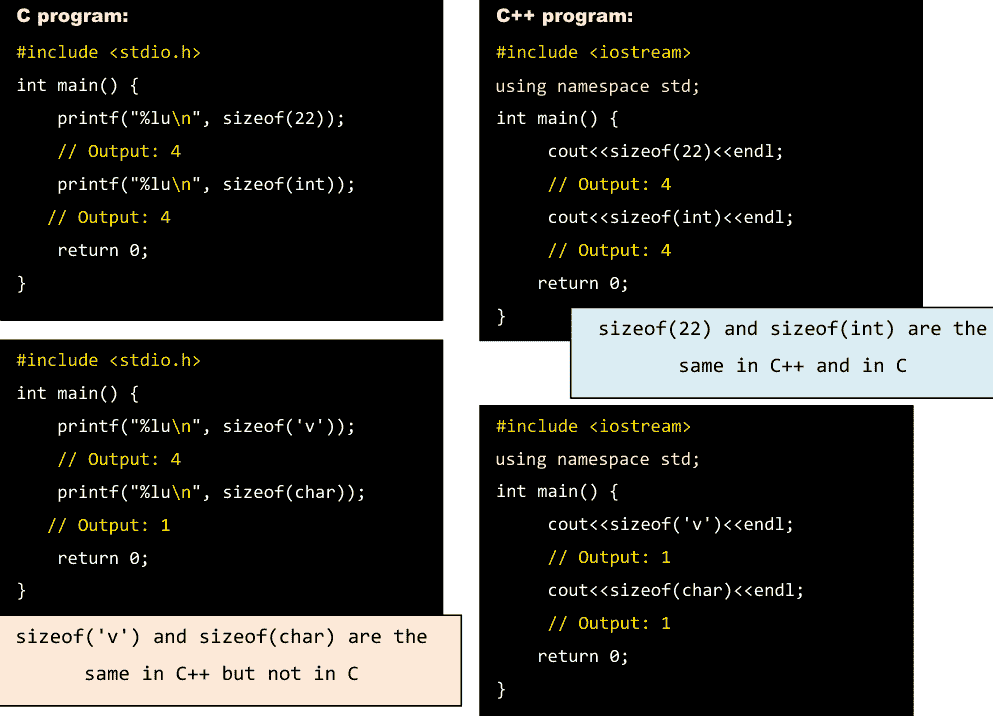 C program:
#include <stdio.h>
int main() {
printf("%lu\n", sizeof(22));
// Output: 4
printf("%lu\n", sizeof(int));
// Output: 4
return 0;
}
#include <stdio.h>
int main() {
printf("%lu\n", sizeof('v'));
// Output: 4
printf("%lu\n", sizeof(char));
// Output: 1
return 0;
}
sizeof('v') and sizeof(char) are the
same in C++ but not in C
C++ program:
#include <iostream>
using namespace std;
int main() {
cout<<sizeof(22)<<endl;
// Output: 4
cout<<sizeof(int)<<endl;
// Output: 4
return 0;
}
sizeof(22) and sizeof(int) are the
same in C++ and in C
#include <iostream>
using namespace std;
int main() {
cout<<sizeof('v')<<endl;
// Output: 1
cout<<sizeof(char)<<endl;
// Output: 1
return 0;
}